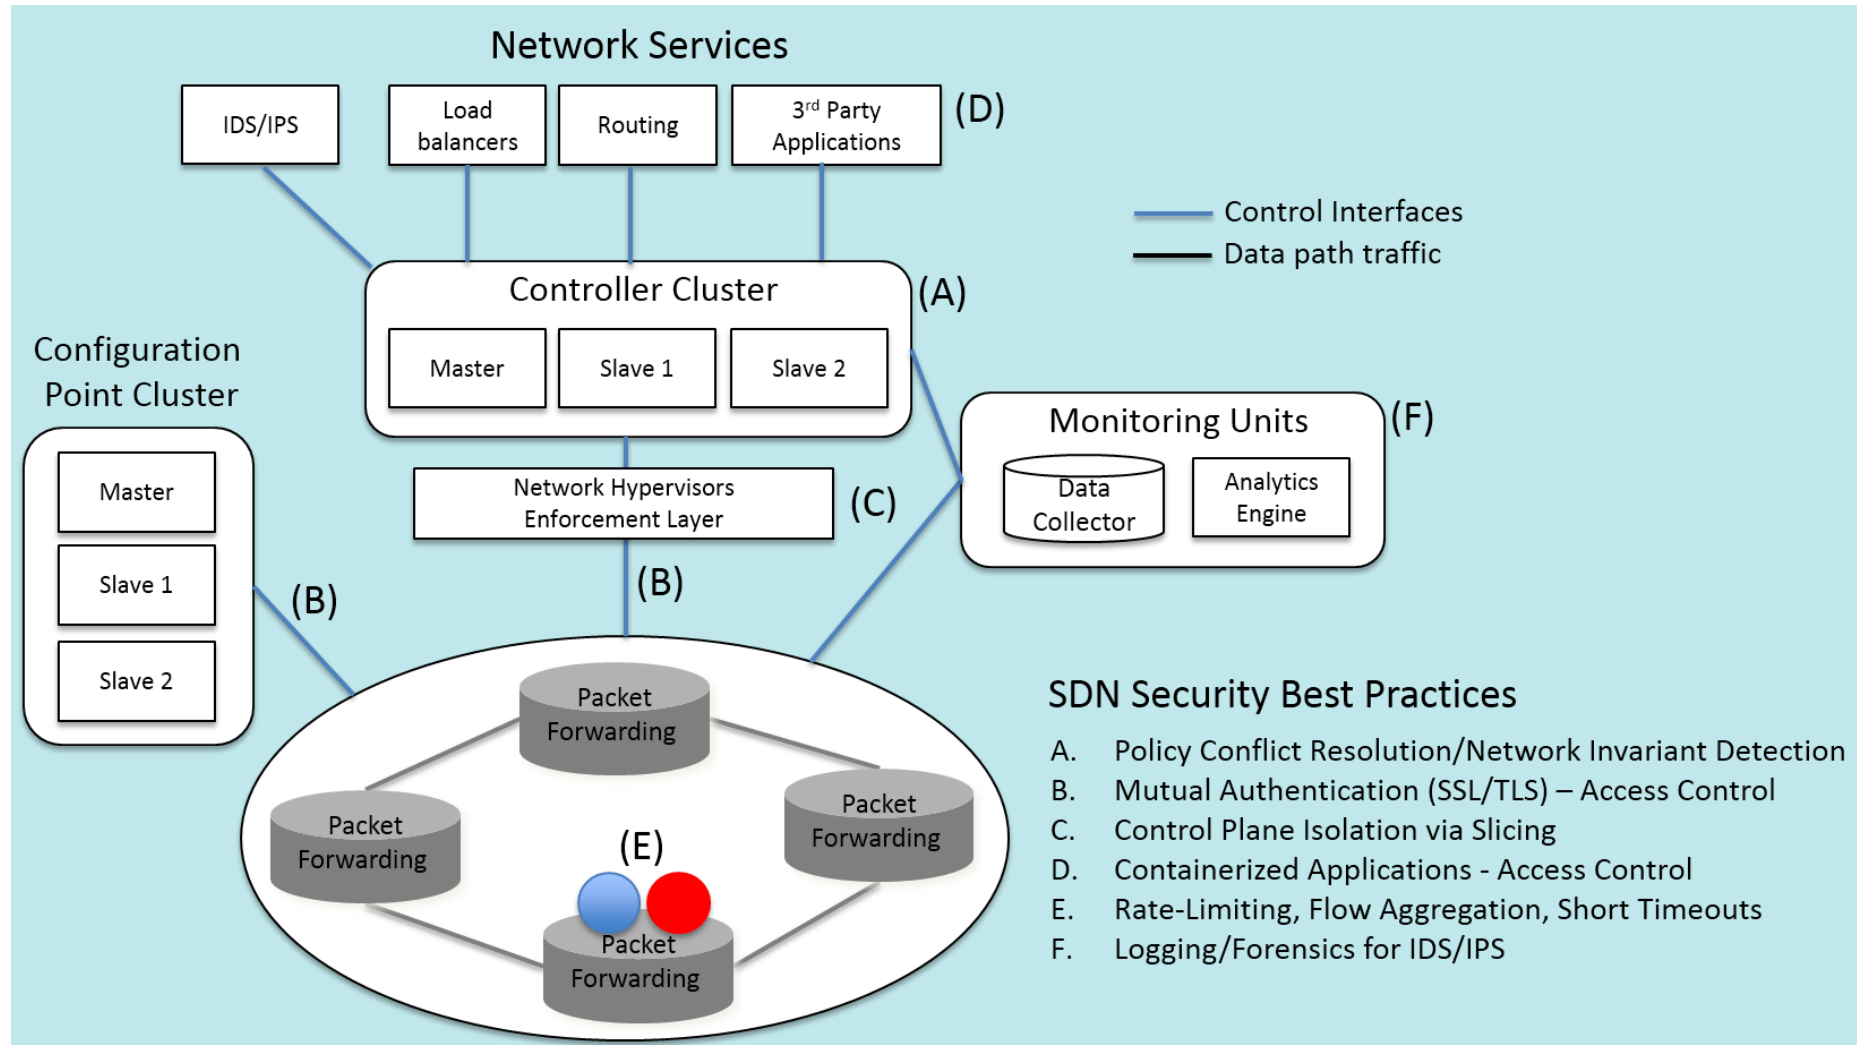 Network Services
IDS/IPS
Load
balancers
Routing
3rd Party
Applications
(D)
Control Interfaces
Data path traffic
Controller Cluster
(A)
Master
Slave 1
Slave 2
Configuration
Point Cluster
Master
Slave 1
Slave 2
(B)
Network Hypervisors
Enforcement Layer
(C)
(B)
Monitoring Units
(F)
Data
Collector
Analytics
Engine
Packet
Forwarding
Packet
Forwarding
Packet
Forwarding
(E)
Packet
Forwarding
SDN Security Best Practices
A. Policy Conflict Resolution/Network Invariant Detection
B. Mutual Authentication (SSL/TLS) – Access Control
C. Control Plane Isolation via Slicing
D. Containerized Applications - Access Control
E. Rate-Limiting, Flow Aggregation, Short Timeouts
F. Logging/Forensics for IDS/IPS